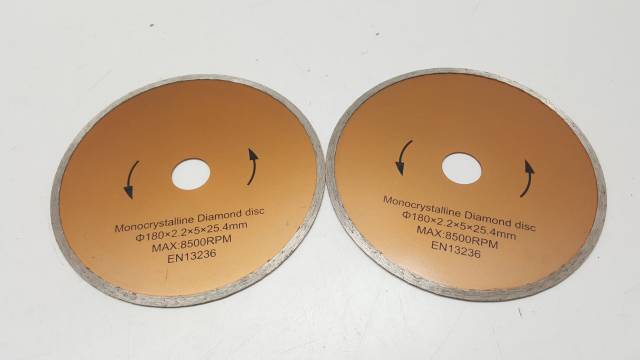 Monocrystalline Diamond disc
Φ180×2.2×5×25.4mm
MAX:8500RPM
EN13236
Monocrystalline Diamond disc
Φ180×2.2×5×25.4mm
MAX:8500RPM
EN13236